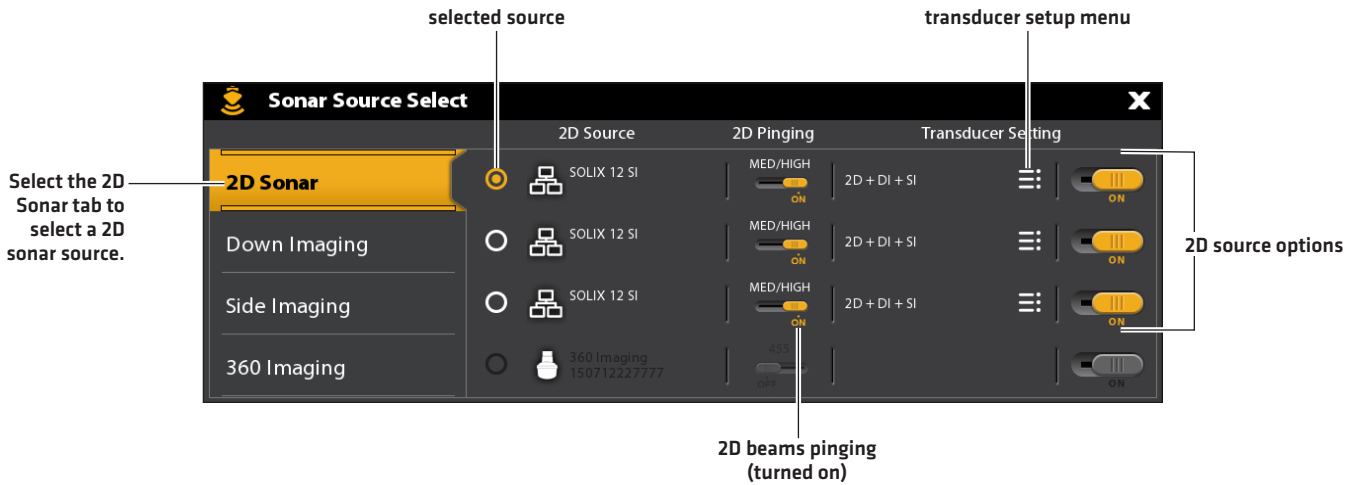 selected source
transducer setup menu
Sonar Source Select
X
2D Source
2D Pinging
Transducer Setting
Select the 2D
Sonar tab to
select a 2D
sonar source.
2D Sonar
SOLIX 12 SI
MED/HIGH
ON
2D + DI + SI
ON
Down Imaging
SOLIX 12 SI
MED/HIGH
ON
2D + DI + SI
ON
2D source options
Side Imaging
SOLIX 12 SI
MED/HIGH
ON
2D + DI + SI
ON
360 Imaging
360 Imaging
150712227777
455
OFF
ON
2D beams pinging
(turned on)